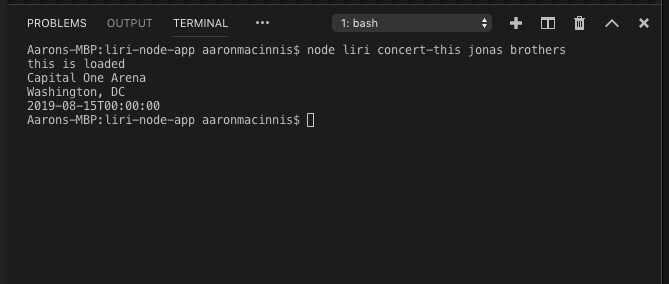 PROBLEMS OUTPUT TERMINAL ••• 1: bash
Aarons-MBP:liri-node-app aaronmacinnis$ node liri concert-this jonas brothers
this is loaded
Capital One Arena
Washington, DC
2019-08-15T00:00:00
Aarons-MBP:liri-node-app aaronmacinnis$